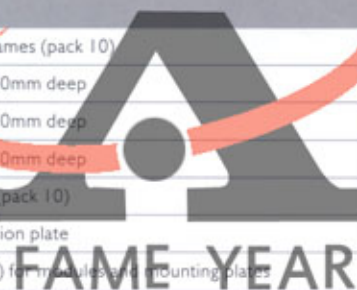 ames (pack 10)
0mm deep
0mm deep
0mm deep
pack 10)
ion plate
) for modules and mounting plates
FAME YEAR